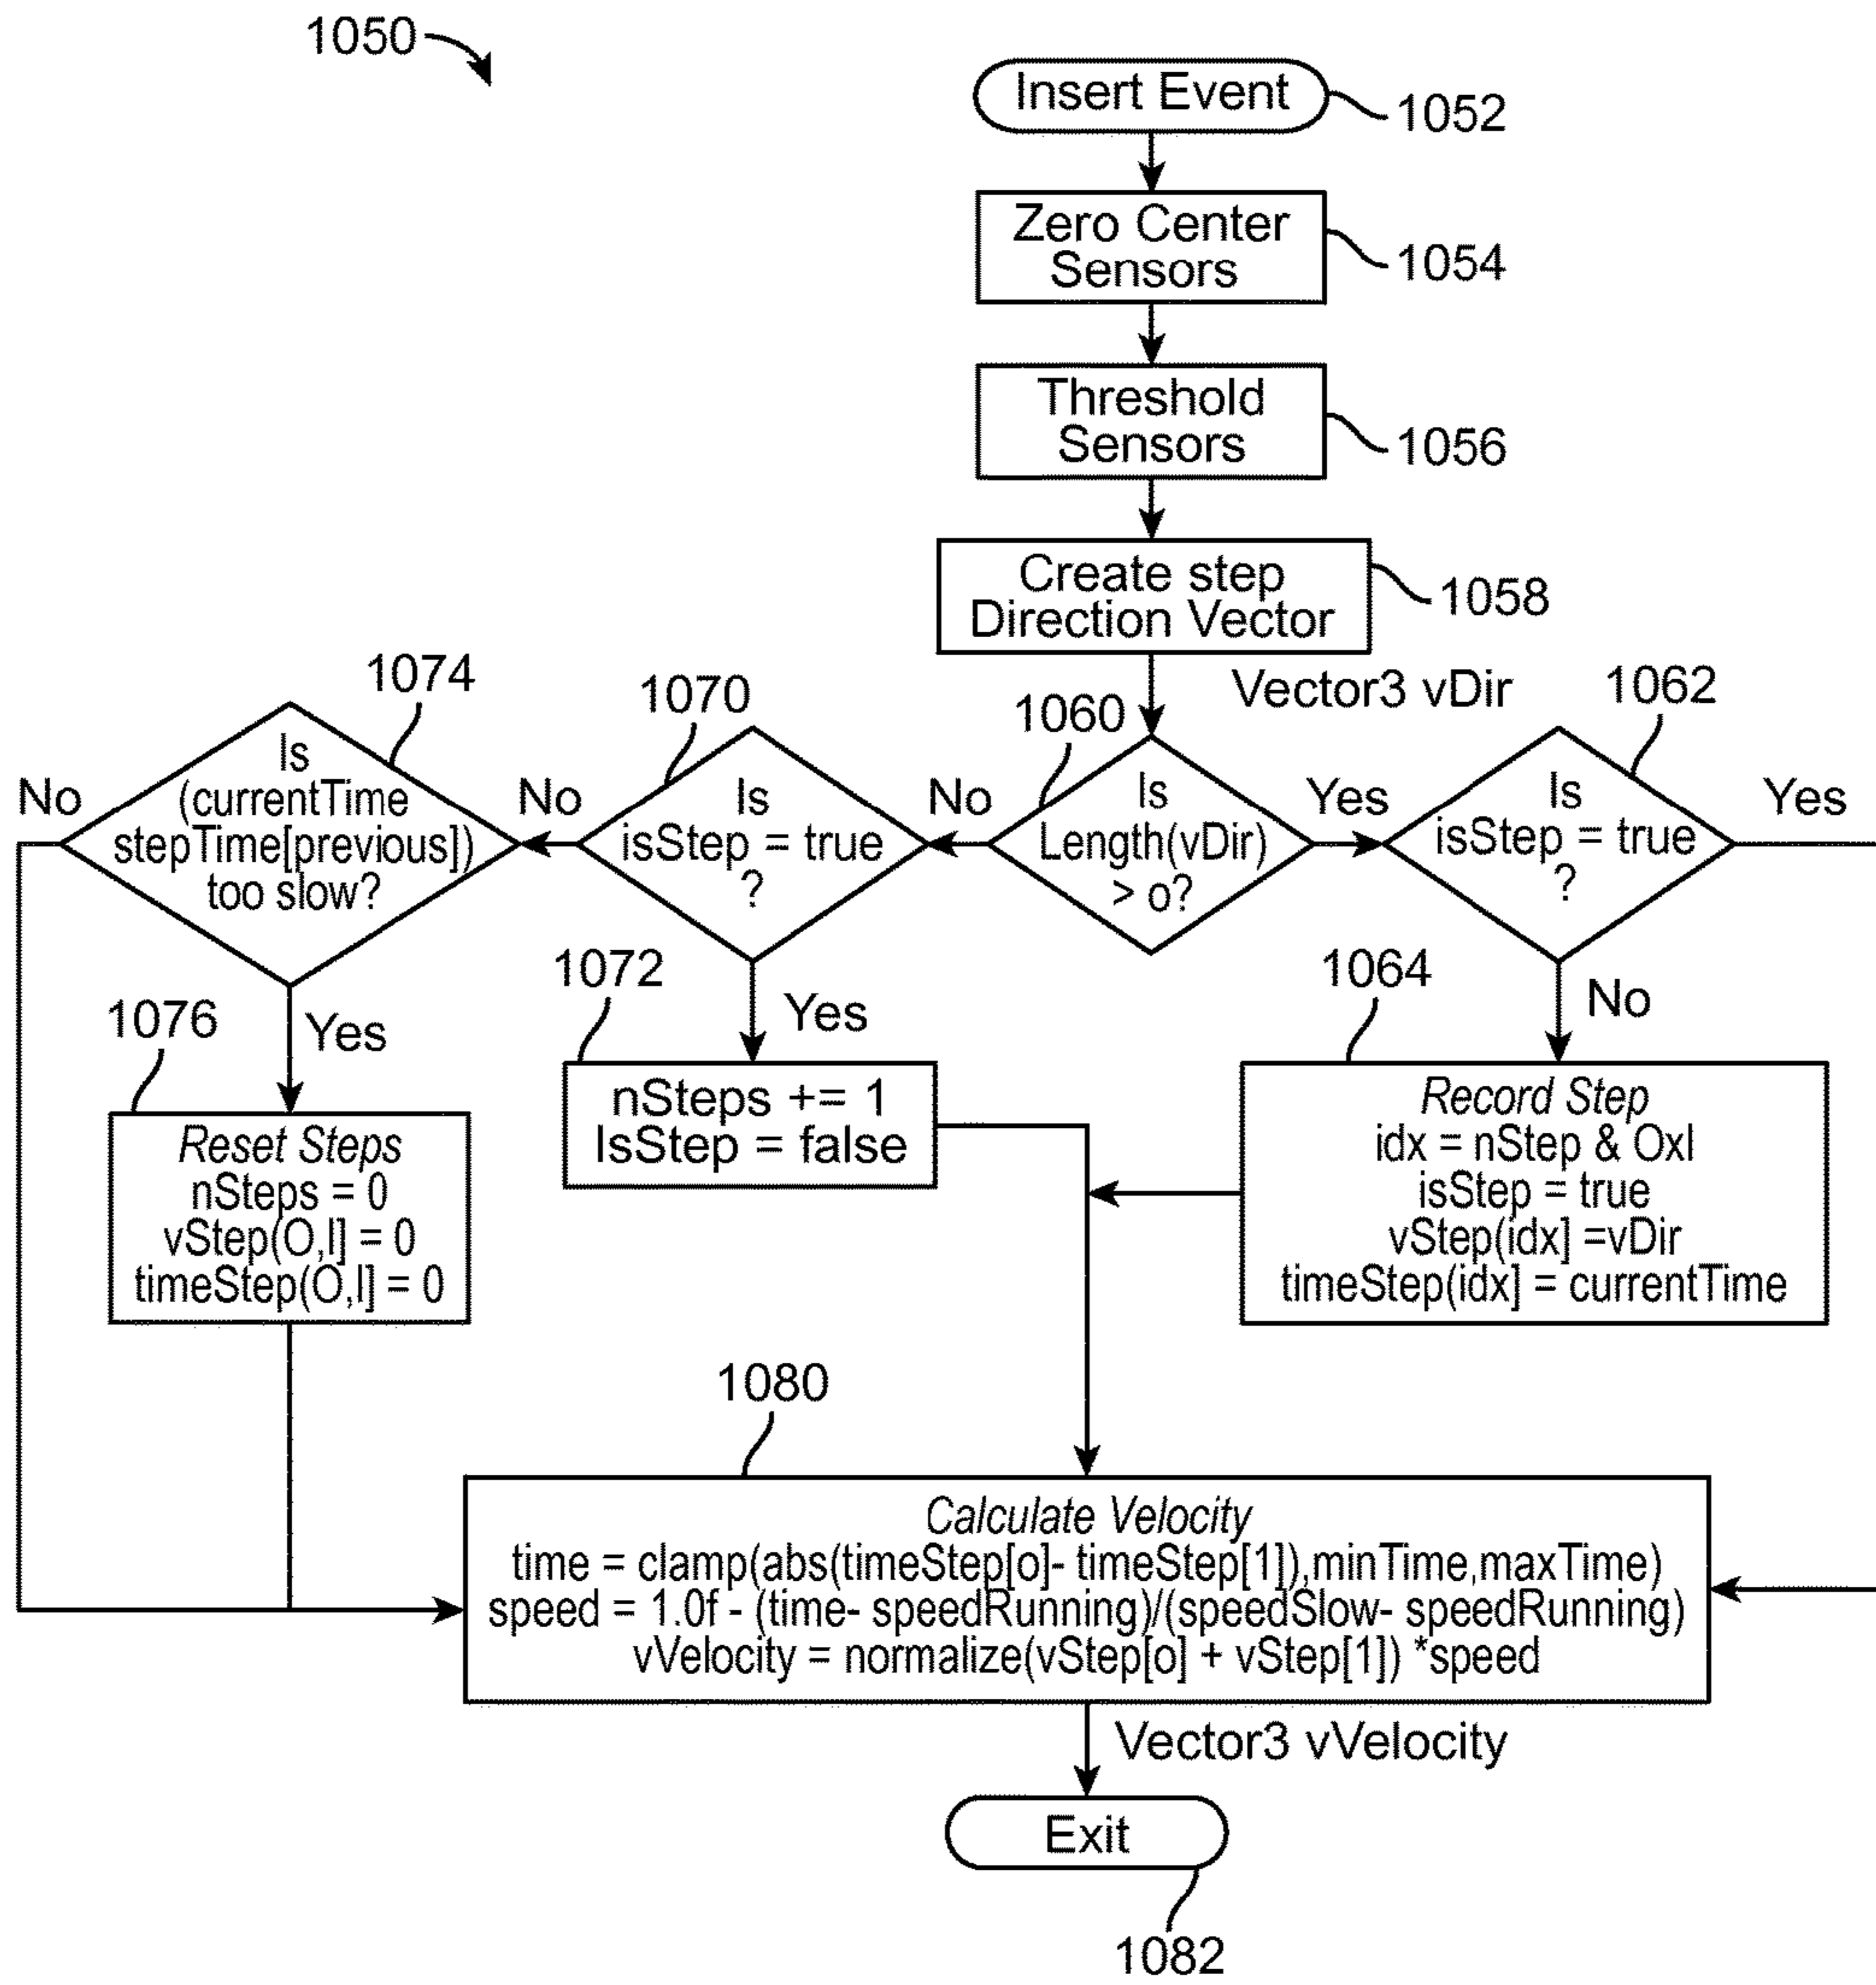 1050
Insert Event
1052
Zero Center
Sensors
1054
Threshold
Sensors
1056
Create step
Direction Vector
1058
Vector3 vDir
1074
1070
1060
1062
No
Is
(currentTime
stepTime[previous])
too slow?
No
Is
isStep = true
?
No
Is
Length(vDir)
> o?
Yes
Is
isStep = true
?
Yes
1076
Yes
1072
Yes
1064
No
Reset Steps
nSteps = 0
vStep(O,I] = 0
timeStep(O,I] = 0
nSteps += 1
IsStep = false
Record Step
idx = nStep & OxI
isStep = true
vStep(idx] =vDir
timeStep(idx] = currentTime
1080
Calculate Velocity
time = clamp(abs(timeStep[o]- timeStep[1]),minTime,maxTime)
speed = 1.0f - (time- speedRunning)/(speedSlow- speedRunning)
vVelocity = normalize(vStep[o] + vStep[1]) *speed
Vector3 vVelocity
Exit
1082